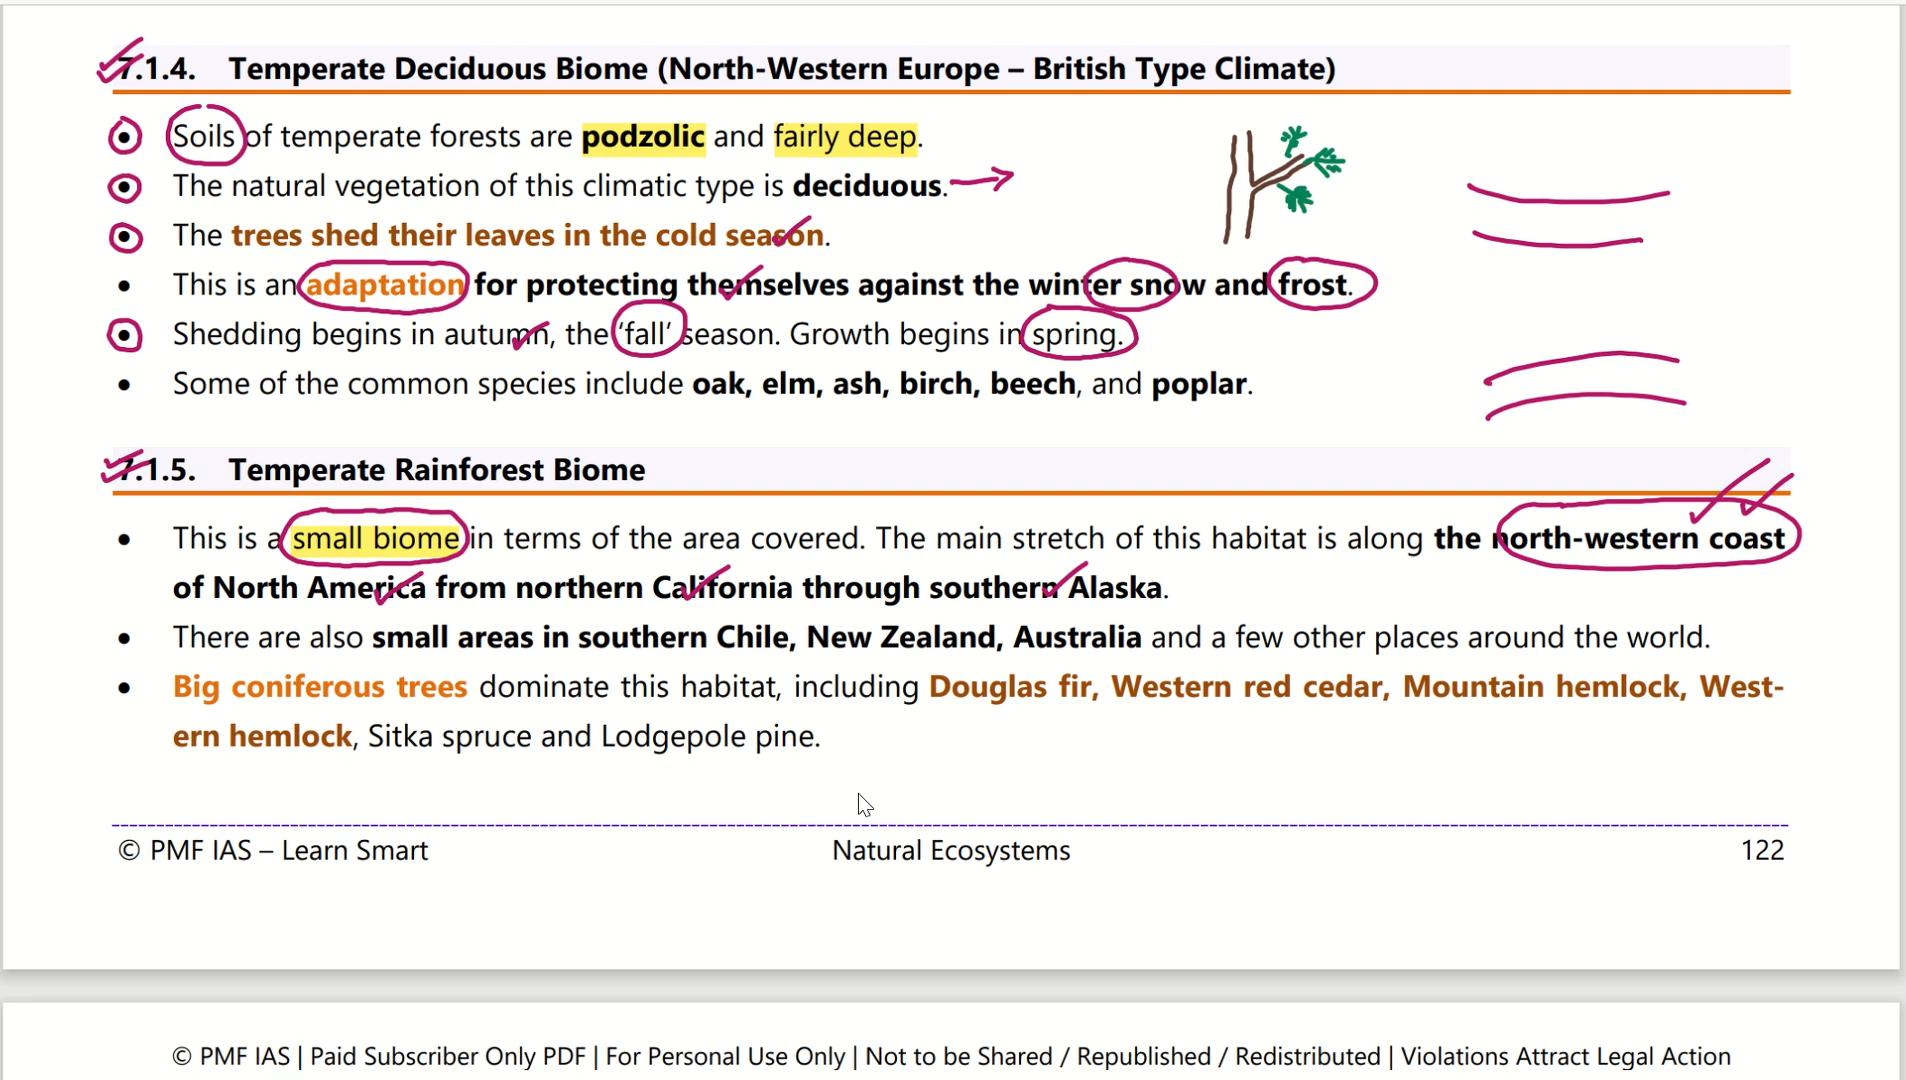 7.1.4. Temperate Deciduous Biome (North-Western Europe – British Type Climate)
• Soils of temperate forests are podzolic and fairly deep.
• The natural vegetation of this climatic type is deciduous.
• The trees shed their leaves in the cold season.
• This is an adaptation for protecting themselves against the winter snow and frost.
• Shedding begins in autumn, the ‘fall’ season. Growth begins in spring.
• Some of the common species include oak, elm, ash, birch, beech, and poplar.
7.1.5. Temperate Rainforest Biome
• This is a small biome in terms of the area covered. The main stretch of this habitat is along the north-western coast
of North America from northern California through southern Alaska.
• There are also small areas in southern Chile, New Zealand, Australia and a few other places around the world.
• Big coniferous trees dominate this habitat, including Douglas fir, Western red cedar, Mountain hemlock, West-
ern hemlock, Sitka spruce and Lodgepole pine.
© PMF IAS – Learn Smart Natural Ecosystems 122
© PMF IAS | Paid Subscriber Only PDF | For Personal Use Only | Not to be Shared / Republished / Redistributed | Violations Attract Legal Action